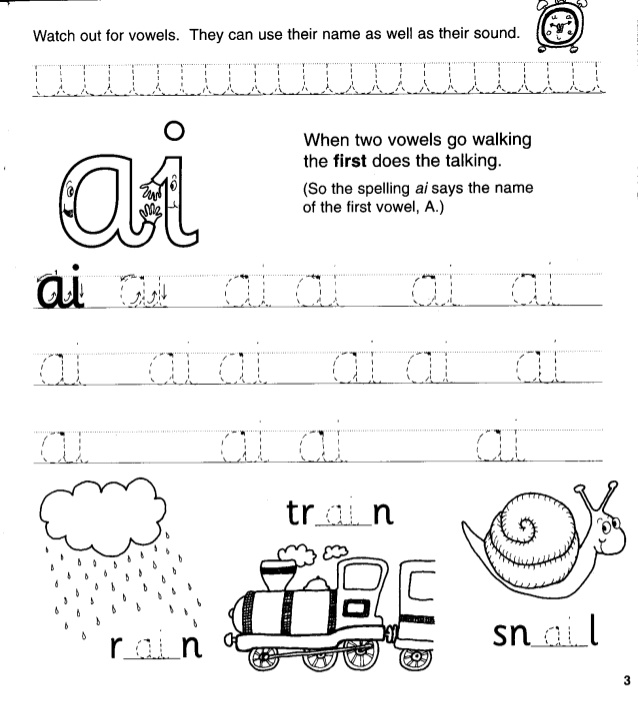 Watch out for vowels. They can use their name as well as their sound.
ai
When two vowels go walking
the first does the talking.
(So the spelling ai says the name
of the first vowel, A.)
ai ai ai ai ai ai
ai ai ai ai ai ai
ai ai ai ai
train
rain
snail
3